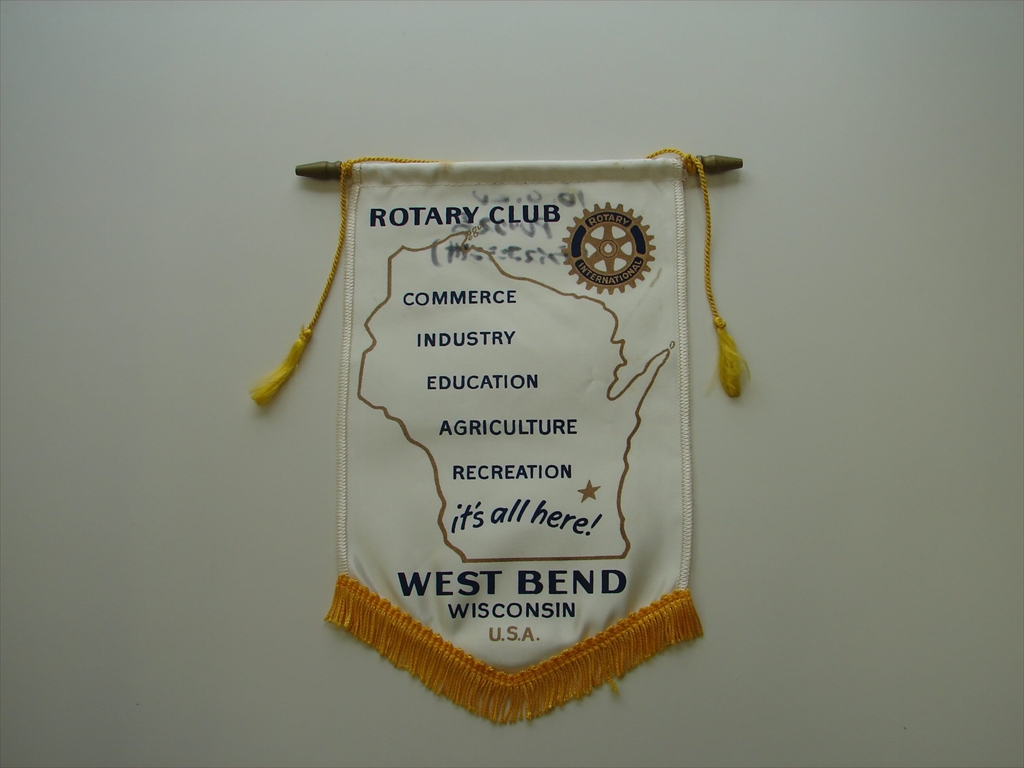 ROTARY CLUB
ROTARY
INTERNATIONAL
COMMERCE
INDUSTRY
EDUCATION
AGRICULTURE
RECREATION
it's all here!
WEST BEND
WISCONSIN
U.S.A.